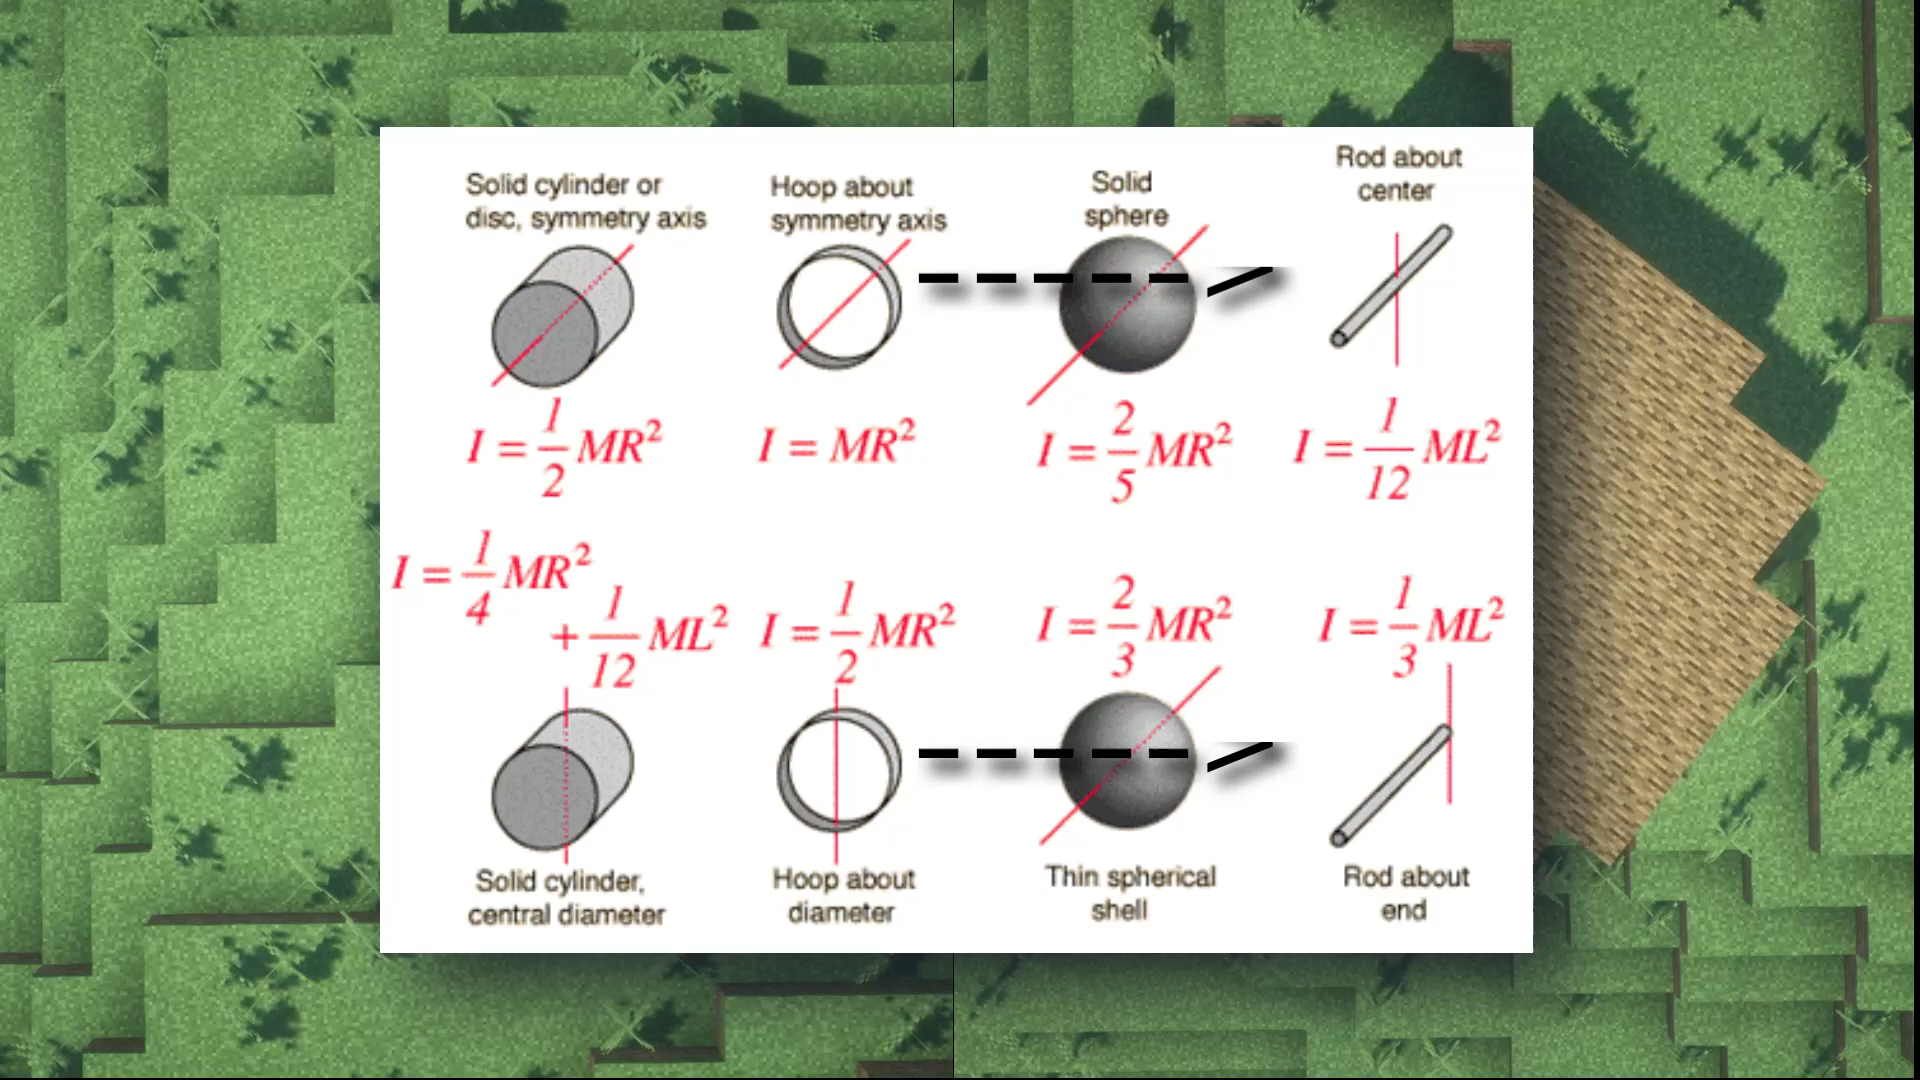 Solid cylinder or
disc, symmetry axis
I = 1/2 MR²
Hoop about
symmetry axis
I = MR²
Solid
sphere
I = 2/5 MR²
Rod about
center
I = 1/12 ML²
I = 1/4 MR²
+ 1/12 ML²
Solid cylinder,
central diameter
I = 1/2 MR²
Hoop about
diameter
I = 2/3 MR²
Thin spherical
shell
I = 1/3 ML²
Rod about
end